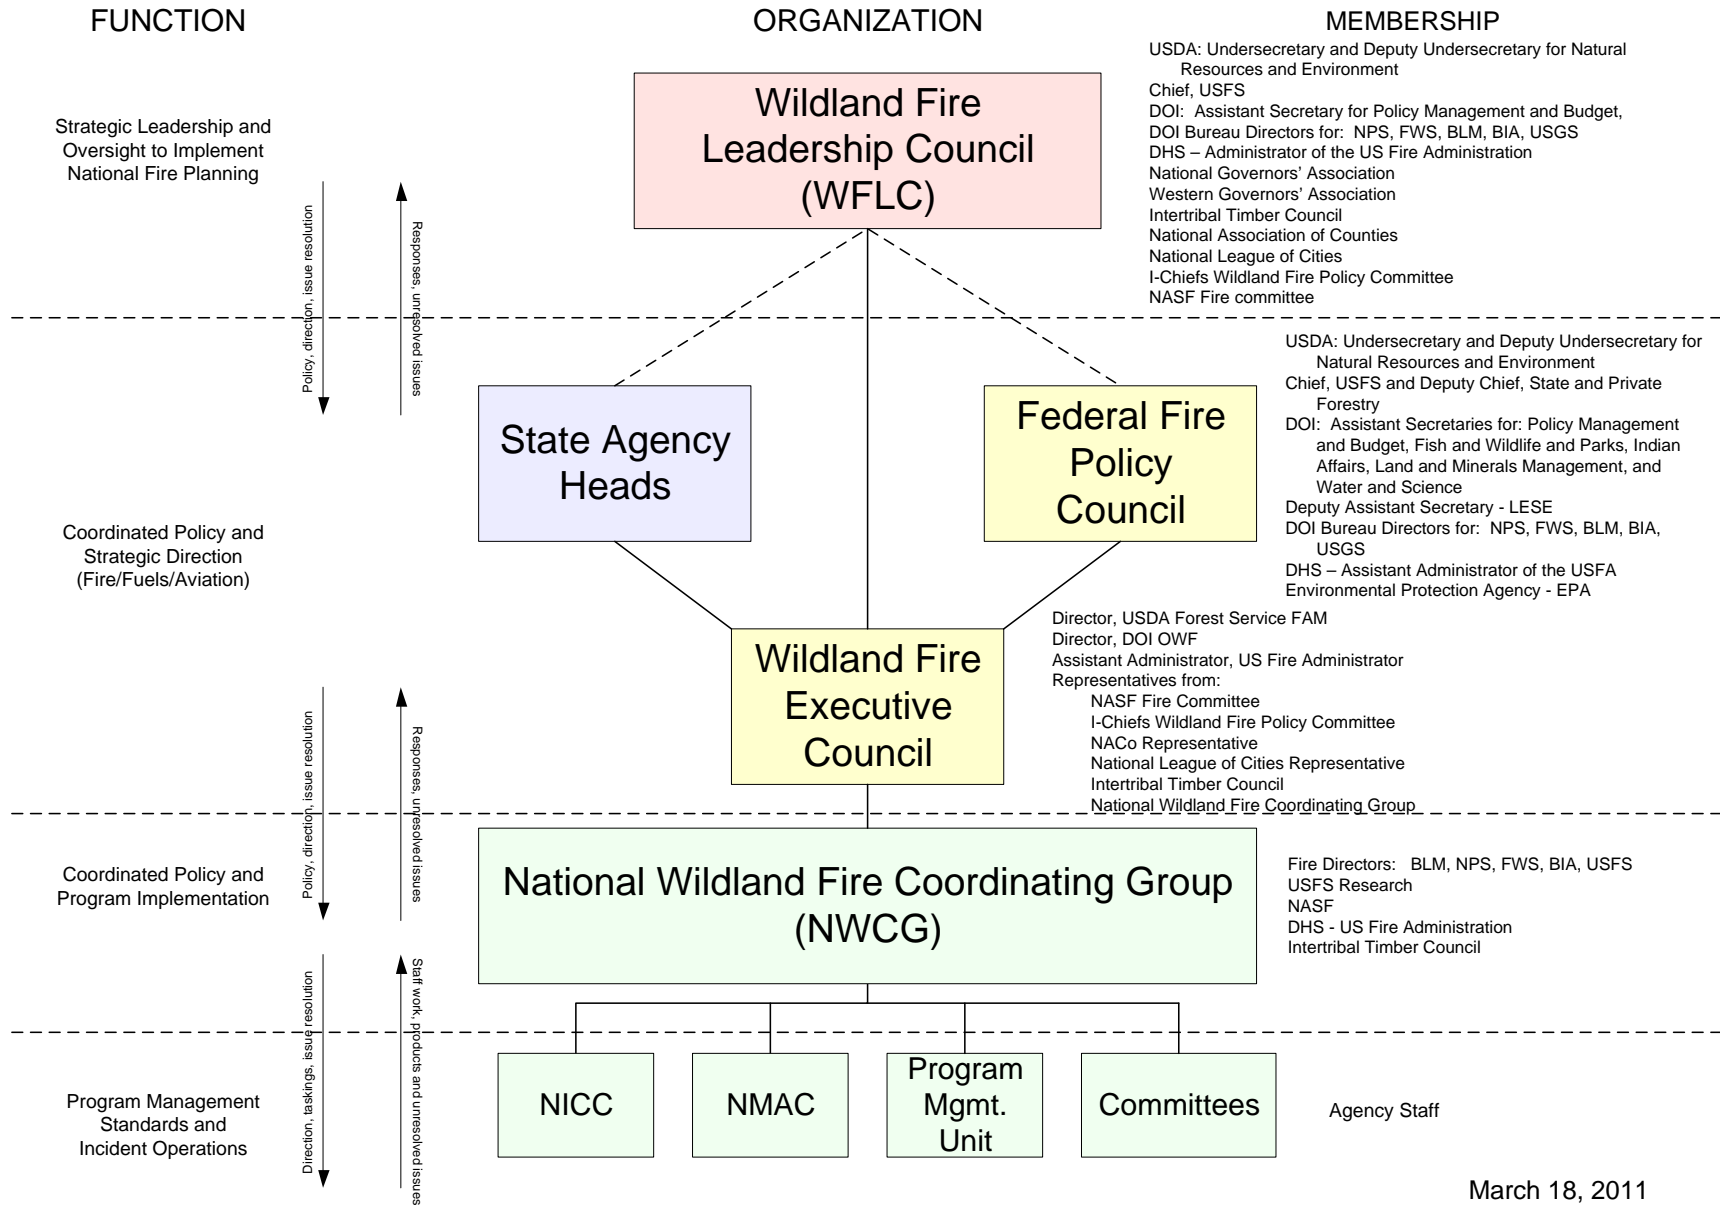 FUNCTION
ORGANIZATION
MEMBERSHIP
Strategic Leadership and
Oversight to Implement
National Fire Planning
Policy, direction, issue resolution
Responses, unresolved issues
Wildland Fire
Leadership Council
(WFLC)
USDA: Undersecretary and Deputy Undersecretary for Natural
Resources and Environment
Chief, USFS
DOI: Assistant Secretary for Policy Management and Budget,
DOI Bureau Directors for: NPS, FWS, BLM, BIA, USGS
DHS – Administrator of the US Fire Administration
National Governors' Association
Western Governors' Association
Intertribal Timber Council
National Association of Counties
National League of Cities
I-Chiefs Wildland Fire Policy Committee
NASF Fire committee
Coordinated Policy and
Strategic Direction
(Fire/Fuels/Aviation)
State Agency
Heads
Federal Fire
Policy
Council
USDA: Undersecretary and Deputy Undersecretary for
Natural Resources and Environment
Chief, USFS and Deputy Chief, State and Private
Forestry
DOI: Assistant Secretaries for: Policy Management
and Budget, Fish and Wildlife and Parks, Indian
Affairs, Land and Minerals Management, and
Water and Science
Deputy Assistant Secretary - LESE
DOI Bureau Directors for: NPS, FWS, BLM, BIA,
USGS
DHS – Assistant Administrator of the USFA
Environmental Protection Agency - EPA
Policy, direction, issue resolution
Responses, unresolved issues
Wildland Fire
Executive
Council
Director, USDA Forest Service FAM
Director, DOI OWF
Assistant Administrator, US Fire Administrator
Representatives from:
NASF Fire Committee
I-Chiefs Wildland Fire Policy Committee
NACo Representative
National League of Cities Representative
Intertribal Timber Council
National Wildland Fire Coordinating Group
Coordinated Policy and
Program Implementation
National Wildland Fire Coordinating Group
(NWCG)
Fire Directors: BLM, NPS, FWS, BIA, USFS
USFS Research
NASF
DHS - US Fire Administration
Intertribal Timber Council
Direction, taskings, issue resolution
Staff work, products and unresolved issues
Program Management
Standards and
Incident Operations
NICC
NMAC
Program
Mgmt.
Unit
Committees
Agency Staff
March 18, 2011